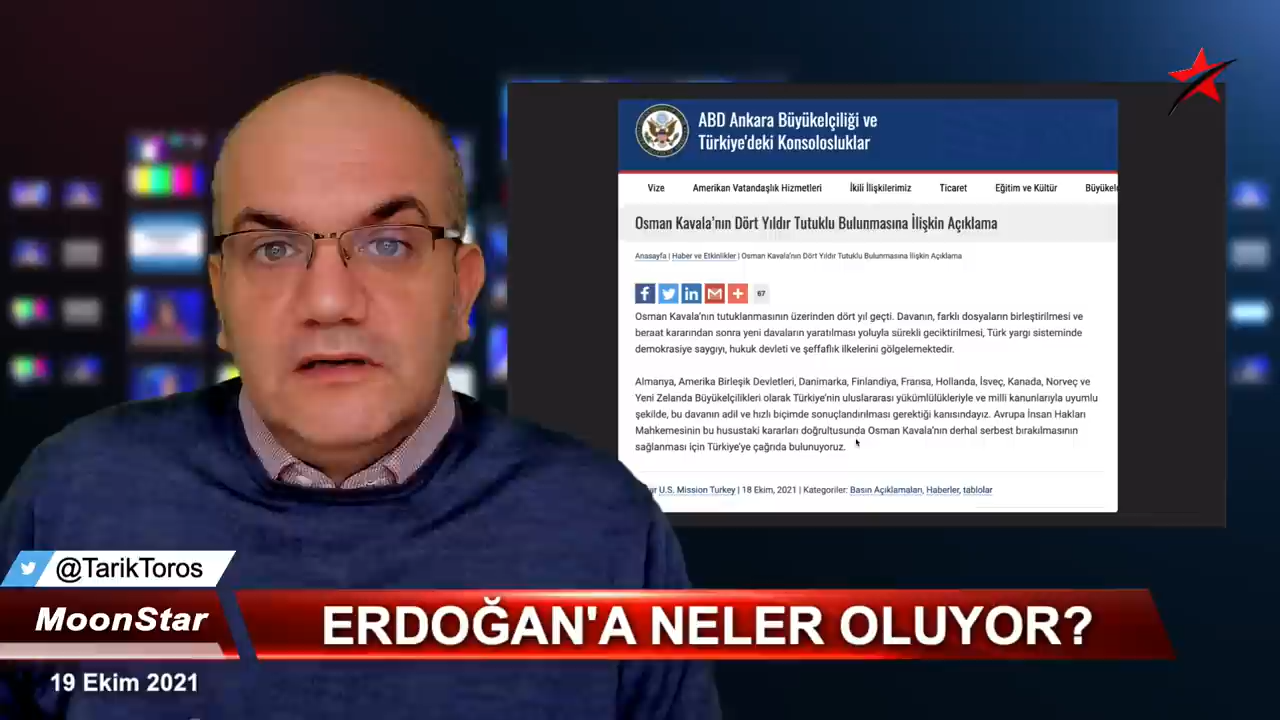 ABD Ankara Büyükelçiliği ve
Türkiye'deki Konsolosluklar
Vize Amerikan Vatandaşlık Hizmetleri İkili İlişkilerimiz Ticaret Eğitim ve Kültür
Osman Kavala'nın Dört Yıldır Tutuklu Bulunmasına İlişkin Açıklama
Anasayfa | Haber ve Etkinlikler | Osman Kavala'nın Dört Yıldır Tutuklu Bulunmasına İlişkin Açıklama
67
Osman Kavala'nın tutuklanmasının üzerinden dört yıl geçti. Davanın, farklı dosyaların birleştirilmesi ve
beraat kararından sonra yeni davaların yaratılması yoluyla sürekli geciktirilmesi, Türk yargı sisteminde
demokrasiye saygıyı, hukuk devleti ve şeffaflık ilkelerini gölgelemektedir.
Almanya, Amerika Birleşik Devletleri, Danimarka, Finlandiya, Fransa, Hollanda, İsveç, Kanada, Norveç ve
Yeni Zelanda Büyükelçilikleri olarak Türkiye'nin uluslararası yükümlülükleriyle ve milli kanunlarıyla uyumlu
şekilde, bu davanın adil ve hızlı biçimde sonuçlandırılması gerektiği kanısındayız. Avrupa İnsan Hakları
Mahkemesinin bu husustaki kararları doğrultusunda Osman Kavala'nın derhal serbest bırakılmasının
sağlanması için Türkiye'ye çağrıda bulunuyoruz.
U.S. Mission Turkey | 18 Ekim, 2021 | Kategoriler: Basın Açıklamaları, Haberler, tablolar
@TarikToros
MoonStar
ERDOĞAN'A NELER OLUYOR?
19 Ekim 2021